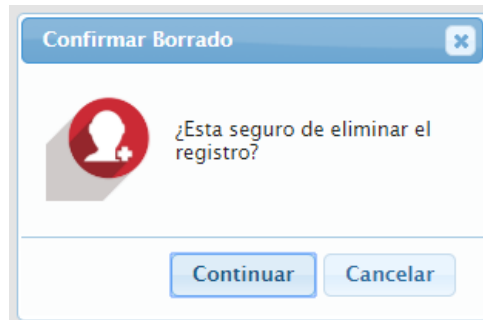 Confirmar Borrado
¿Esta seguro de eliminar el
registro?
Continuar
Cancelar